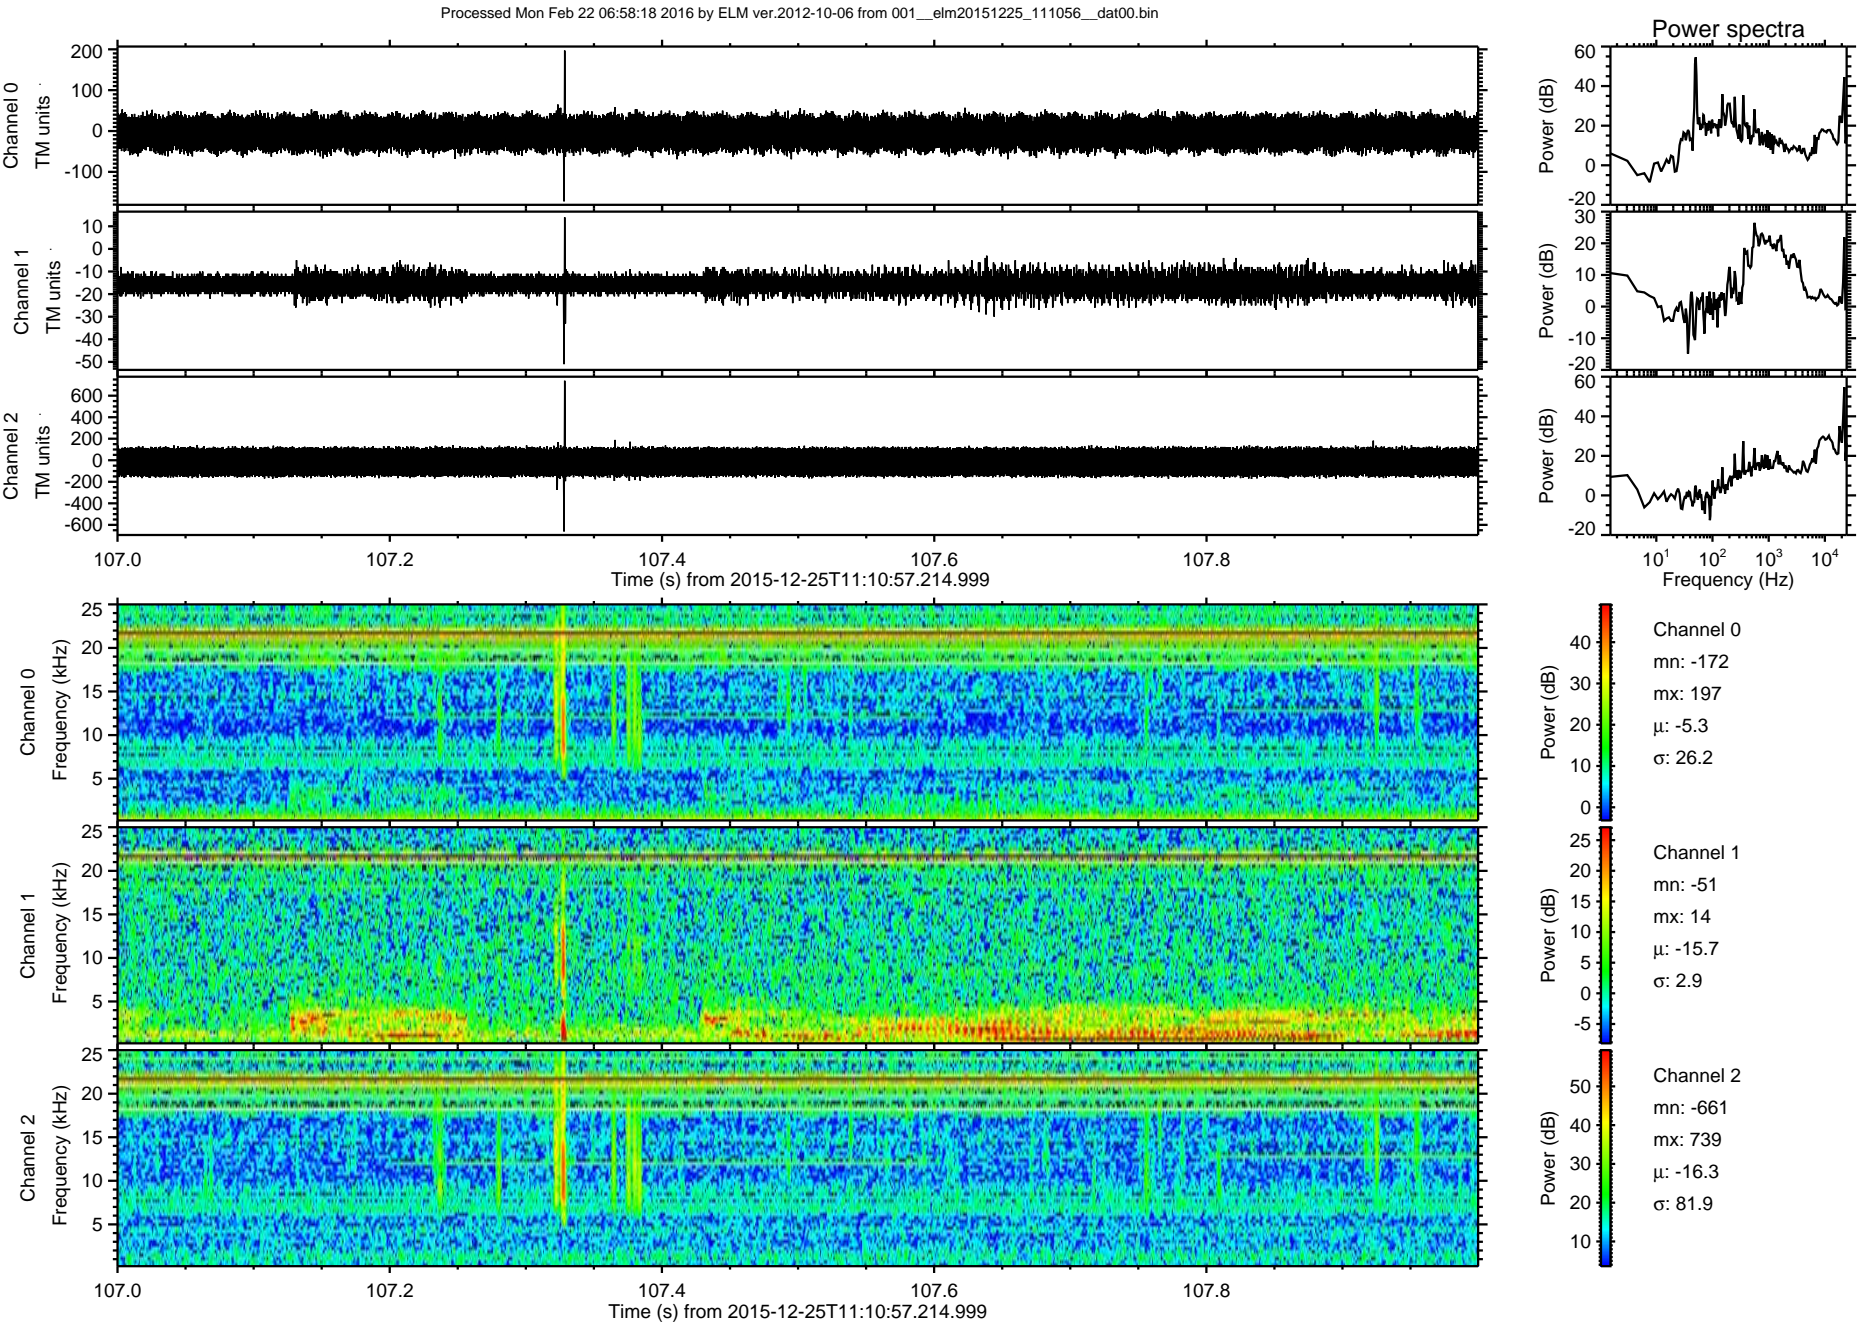 Processed Mon Feb 22 06:58:18 2016 by ELM ver.2012-10-06 from 001__elm20151225_111056__dat00.bin
Power spectra
Channel 0
TM units
200
100
0
-100
Power (dB)
60
40
20
0
-20
Channel 1
TM units
10
0
-10
-20
-30
-40
-50
Power (dB)
30
20
10
0
-10
-20
Channel 2
TM units
600
400
200
0
-200
-400
-600
Power (dB)
60
40
20
0
-20
107.0 107.2 107.4 107.6 107.8
Time (s) from 2015-12-25T11:10:57.214.999
10¹ 10² 10³ 10⁴
Frequency (Hz)
Channel 0
Frequency (kHz)
25
20
15
10
5
Power (dB)
40
30
20
10
0
Channel 0
mn: -172
mx: 197
μ: -5.3
σ: 26.2
Channel 1
Frequency (kHz)
25
20
15
10
5
Power (dB)
25
20
15
10
5
0
-5
Channel 1
mn: -51
mx: 14
μ: -15.7
σ: 2.9
Channel 2
Frequency (kHz)
25
20
15
10
5
Power (dB)
50
40
30
20
10
Channel 2
mn: -661
mx: 739
μ: -16.3
σ: 81.9
107.0 107.2 107.4 107.6 107.8
Time (s) from 2015-12-25T11:10:57.214.999